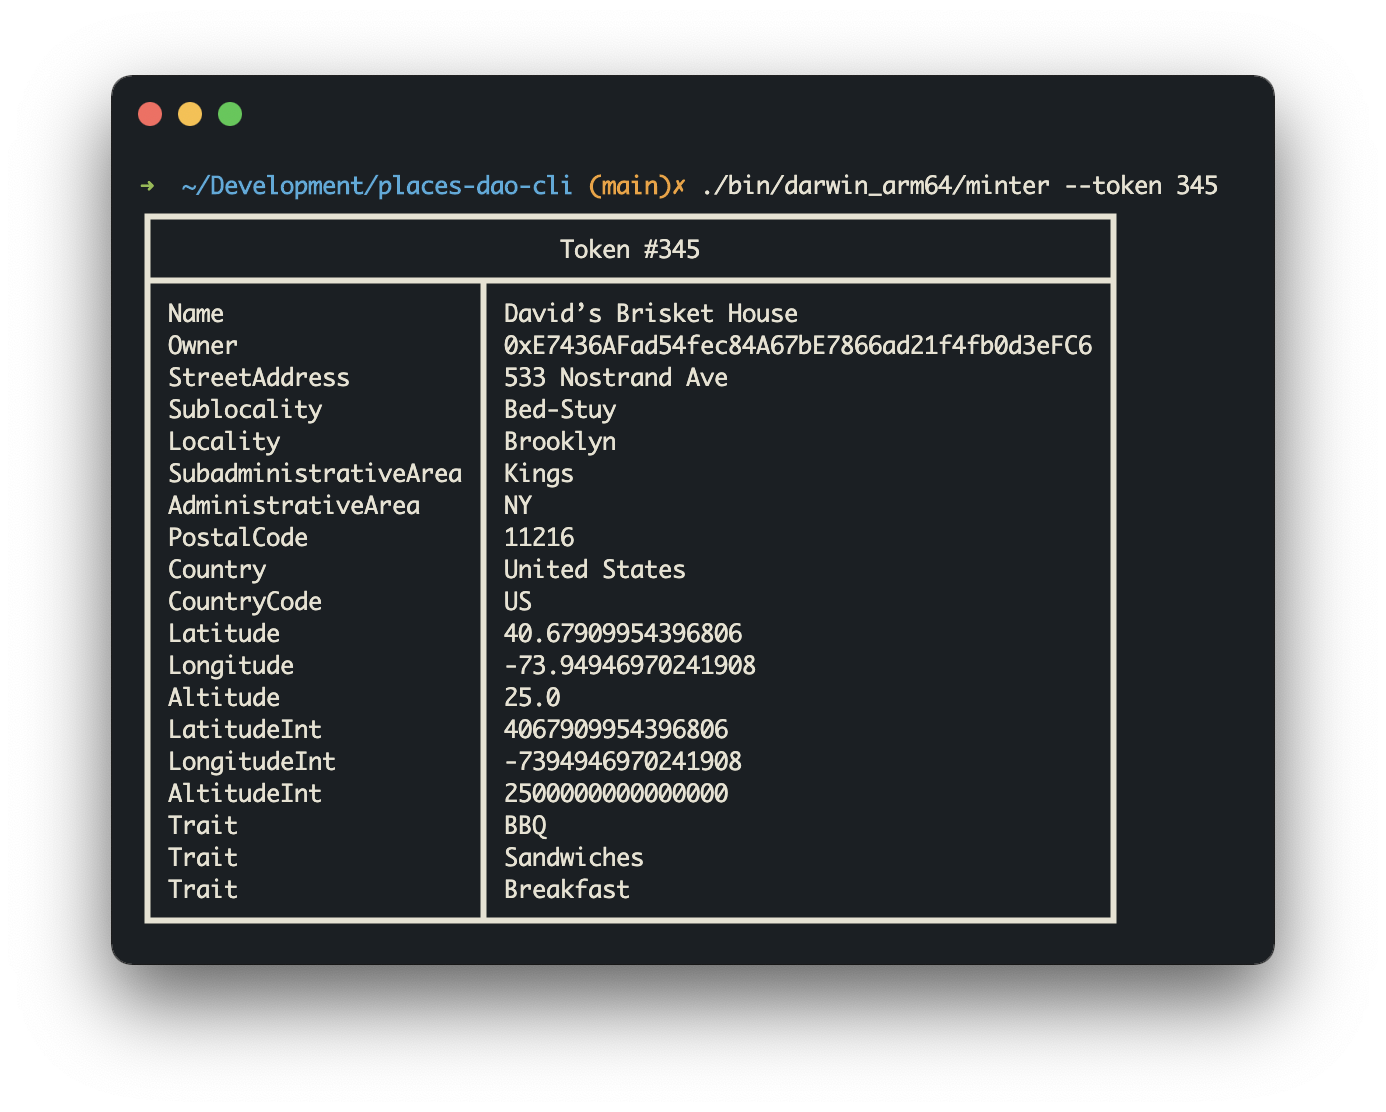 ➜ ~/Development/places-dao-cli (main)✗ ./bin/darwin_arm64/minter --token 345
Token #345
Name David’s Brisket House
Owner 0xE7436AFad54fec84A67bE7866ad21f4fb0d3eFC6
StreetAddress 533 Nostrand Ave
Sublocality Bed-Stuy
Locality Brooklyn
SubadministrativeArea Kings
AdministrativeArea NY
PostalCode 11216
Country United States
CountryCode US
Latitude 40.67909954396806
Longitude -73.94946970241908
Altitude 25.0
LatitudeInt 4067909954396806
LongitudeInt -7394946970241908
AltitudeInt 2500000000000000
Trait BBQ
Trait Sandwiches
Trait Breakfast